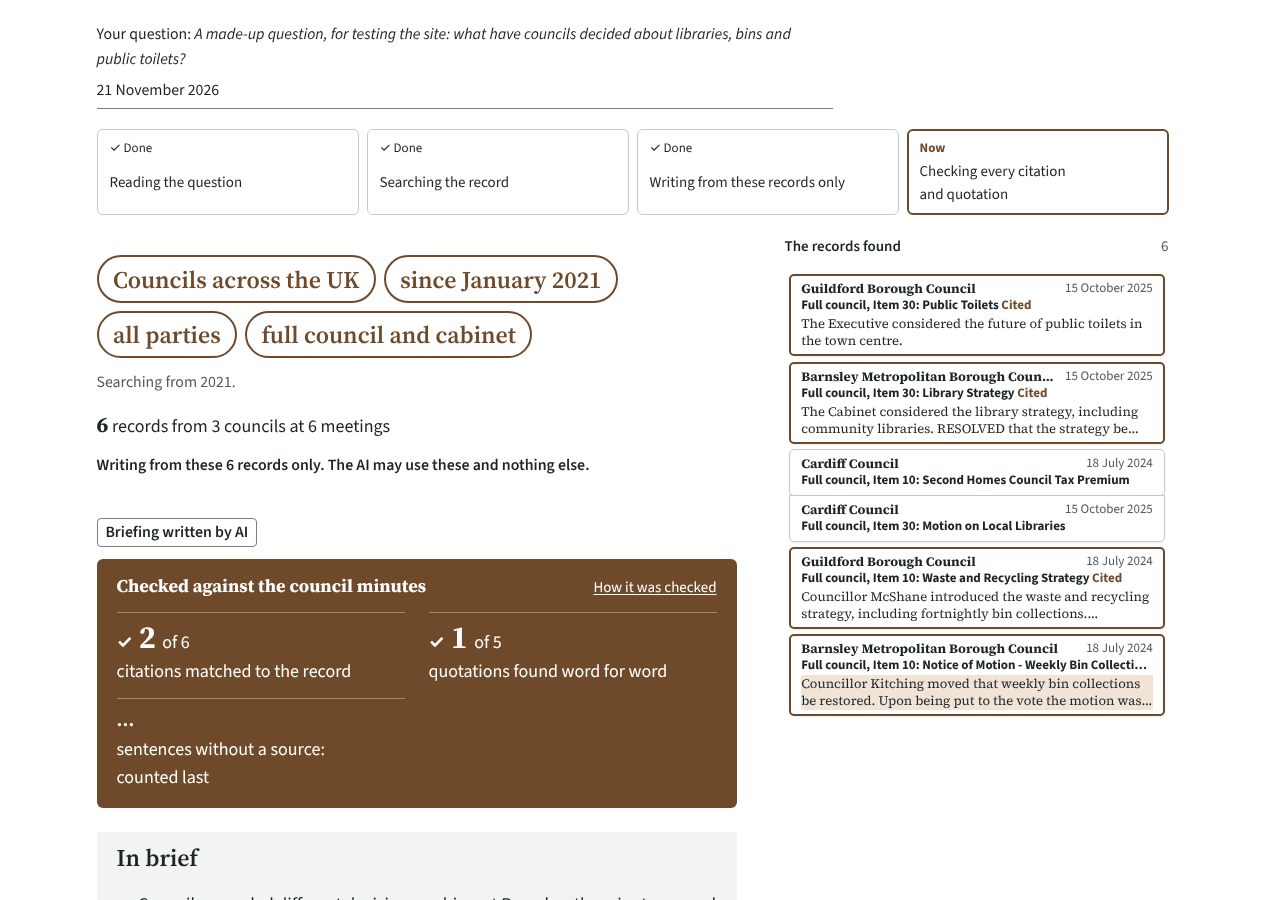 Your question: A made-up question, for testing the site: what have councils decided about libraries, bins and
public toilets?
21 November 2026
✓ Done
Reading the question
✓ Done
Searching the record
✓ Done
Writing from these records only
Now
Checking every citation
and quotation
Councils across the UK
since January 2021
all parties
full council and cabinet
Searching from 2021.
6 records from 3 councils at 6 meetings
Writing from these 6 records only. The AI may use these and nothing else.
Briefing written by AI
Checked against the council minutes
How it was checked
✓ 2 of 6
citations matched to the record
✓ 1 of 5
quotations found word for word
...
sentences without a source:
counted last
In brief
The records found
6
Guildford Borough Council
15 October 2025
Full council, Item 30: Public Toilets Cited
The Executive considered the future of public toilets in
the town centre.
Barnsley Metropolitan Borough Coun...
15 October 2025
Full council, Item 30: Library Strategy Cited
The Cabinet considered the library strategy, including
community libraries. RESOLVED that the strategy be...
Cardiff Council
18 July 2024
Full council, Item 10: Second Homes Council Tax Premium
Cardiff Council
15 October 2025
Full council, Item 30: Motion on Local Libraries
Guildford Borough Council
18 July 2024
Full council, Item 10: Waste and Recycling Strategy Cited
Councillor McShane introduced the waste and recycling
strategy, including fortnightly bin collections....
Barnsley Metropolitan Borough Council
18 July 2024
Full council, Item 10: Notice of Motion - Weekly Bin Collecti...
Councillor Kitching moved that weekly bin collections
be restored. Upon being put to the vote the motion was...